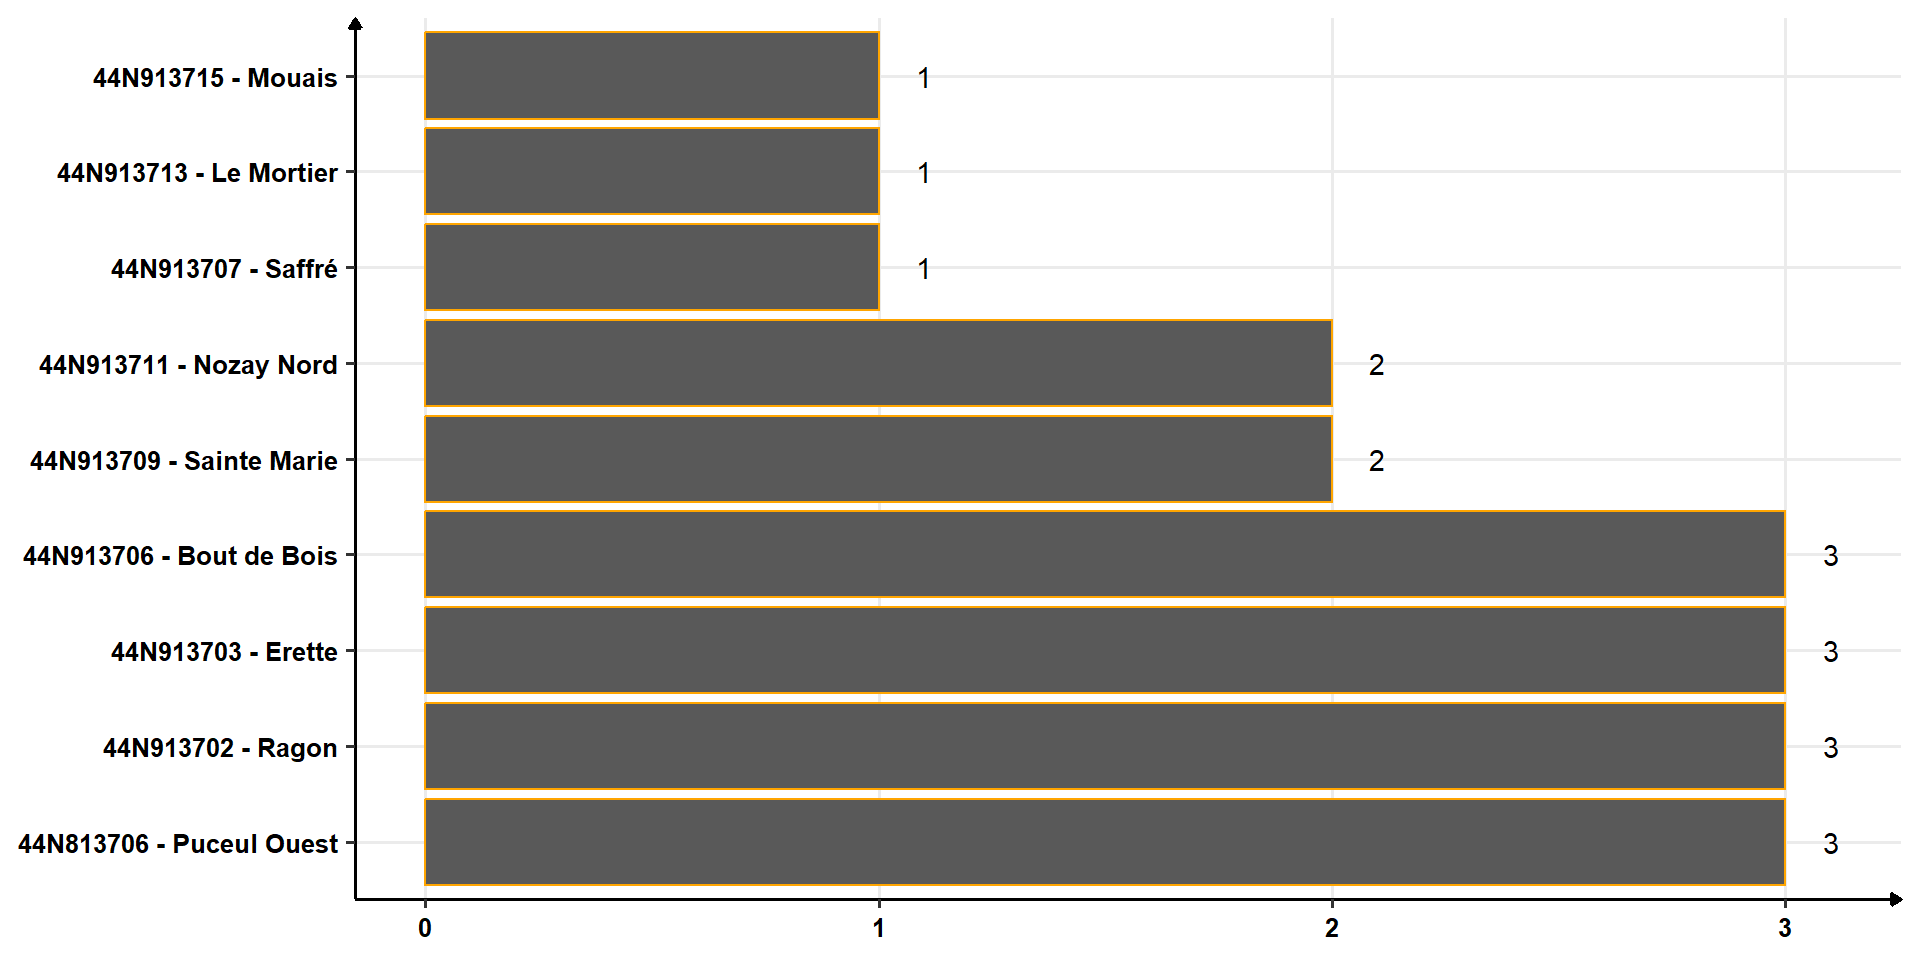 44N913715 - Mouais 1
44N913713 - Le Mortier 1
44N913707 - Saffré 1
44N913711 - Nozay Nord 2
44N913709 - Sainte Marie 2
44N913706 - Bout de Bois 3
44N913703 - Erette 3
44N913702 - Ragon 3
44N813706 - Puceul Ouest 3
0 1 2 3